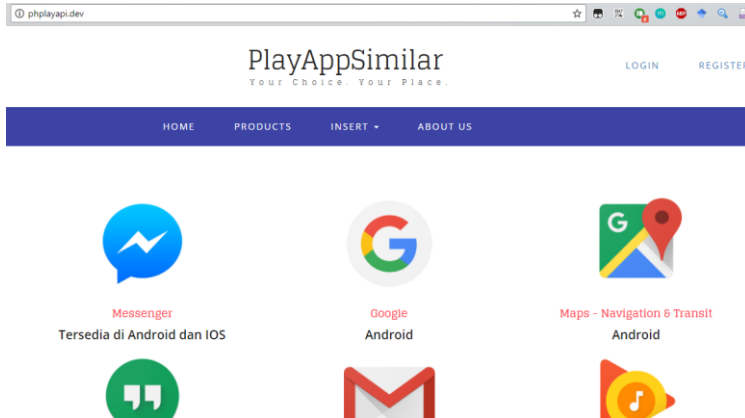 phplayapi.dev
PlayAppSimilar
Your Choice. Your Place.
LOGIN REGISTER
HOME PRODUCTS INSERT ABOUT US
G
G
Messenger Google Maps - Navigation & Transit
Tersedia di Android dan IOS Android Android